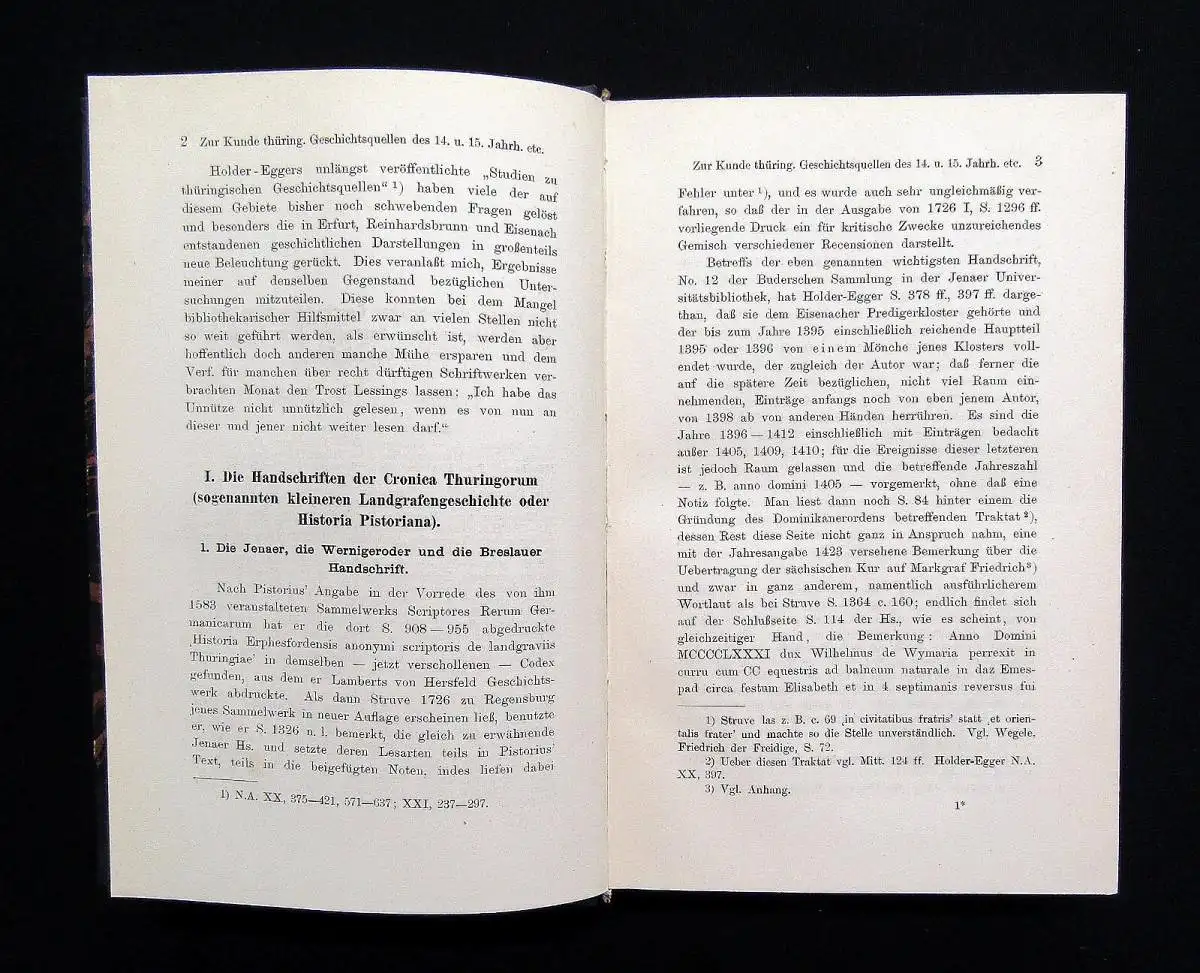 2 Zur Kunde thüring. Geschichtsquellen des 14. u. 15. Jahrh. etc.
Holder-Eggers unlängst veröffentlichte „Studien zu
thüringischen Geschichtsquellen“ 1) haben viele der auf
diesem Gebiete bisher noch schwebenden Fragen gelöst
und besonders die in Erfurt, Reinhardsbrunn und Eisenach
entstandenen geschichtlichen Darstellungen in großenteils
neue Beleuchtung gerückt. Dies veranlaßt mich, Ergebnisse
meiner auf denselben Gegenstand bezüglichen Unter-
suchungen mitzuteilen. Diese konnten bei dem Mangel
bibliothekarischer Hilfsmittel zwar an vielen Stellen nicht
so weit geführt werden, als erwünscht ist, werden aber
hoffentlich doch anderen manche Mühe ersparen und dem
Verf. für manchen über recht dürftigen Schriftwerken ver-
brachten Monat den Trost Lessings lassen: „Ich habe das
Unnütze nicht unnützlich gelesen, wenn es von nun an
dieser und jener nicht weiter lesen darf.“
I. Die Handschriften der Cronica Thuringorum
(sogenannten kleineren Landgrafengeschichte oder
Historia Pistoriana).
1. Die Jenaer, die Wernigeroder und die Breslauer
Handschrift.
Nach Pistorius' Angabe in der Vorrede des von ihm
1583 veranstalteten Sammelwerks Scriptores Rerum Ger-
manicarum hat er die dort S. 908—955 abgedruckte
‚Historia Erphesfordensis anonymi scriptoris de landgraviis
Thuringiae' in demselben — jetzt verschollenen — Codex
gefunden, aus dem er Lamberts von Hersfeld Geschichts-
werk abdruckte. Als dann Struve 1726 zu Regensburg
jenes Sammelwerk in neuer Auflage erscheinen ließ, benutzte
er, wie er S. 1326 n. l. bemerkt, die gleich zu erwähnende
Jenaer Hs. und setzte deren Lesarten teils in Pistorius'
Text, teils in die beigefügten Noten, indes liefen dabei
1) N.A. XX, 375—421, 571—637; XXI, 237—297.
Zur Kunde thüring. Geschichtsquellen des 14. u. 15. Jahrh. etc. 3
Fehler unter 1), und es wurde auch sehr ungleichmäßig ver-
fahren, so daß der in der Ausgabe von 1726 I, S. 1296 ff.
vorliegende Druck ein für kritische Zwecke unzureichendes
Gemisch verschiedener Recensionen darstellt.
Betreffs der eben genannten wichtigsten Handschrift,
No. 12 der Buderschen Sammlung in der Jenaer Univer-
sitätsbibliothek, hat Holder-Egger S. 378 ff., 397 ff. darge-
than, daß sie dem Eisenacher Predigerkloster gehörte und
der bis zum Jahre 1395 einschließlich reichende Hauptteil
1395 oder 1396 von einem Mönche jenes Klosters voll-
endet wurde, der zugleich der Autor war; daß ferner die
auf die spätere Zeit bezüglichen, nicht viel Raum ein-
nehmenden, Einträge anfangs noch von eben jenem Autor,
von 1398 ab von anderen Händen herrühren. Es sind die
Jahre 1396—1412 einschließlich mit Einträgen bedacht
außer 1405, 1409, 1410; für die Ereignisse dieser letzteren
ist jedoch Raum gelassen und die betreffende Jahreszahl
— z. B. anno domini 1405 — vorgemerkt, ohne daß eine
Notiz folgte. Man liest dann noch S. 84 hinter einem die
Gründung des Dominikanerordens betreffenden Traktat 2),
dessen Rest diese Seite nicht ganz in Anspruch nahm, eine
mit der Jahresangabe 1423 versehene Bemerkung über die
Uebertragung der sächsischen Kur auf Markgraf Friedrich 3)
und zwar in ganz anderem, namentlich ausführlicherem
Wortlaut als bei Struve S. 1364 c. 160; endlich findet sich
auf der Schlußseite S. 114 der Hs., wie es scheint, von
gleichzeitiger Hand, die Bemerkung: Anno Domini
MCCCCLXXXI dux Wilhelmus de Wymaria perrexit in
curru cum CC equestris ad balneum naturale in daz Emes-
pad circa festum Elisabeth et in 4 septimanis reversus fui
1) Struve las z. B. c. 69 ‚in civitatibus fratris' statt ‚et orien-
talis frater' und machte so die Stelle unverständlich. Vgl. Wegele,
Friedrich der Freidige, S. 72.
2) Ueber diesen Traktat vgl. Mitt. 124 ff. Holder-Egger N.A.
XX, 397.
3) Vgl. Anhang.
1*